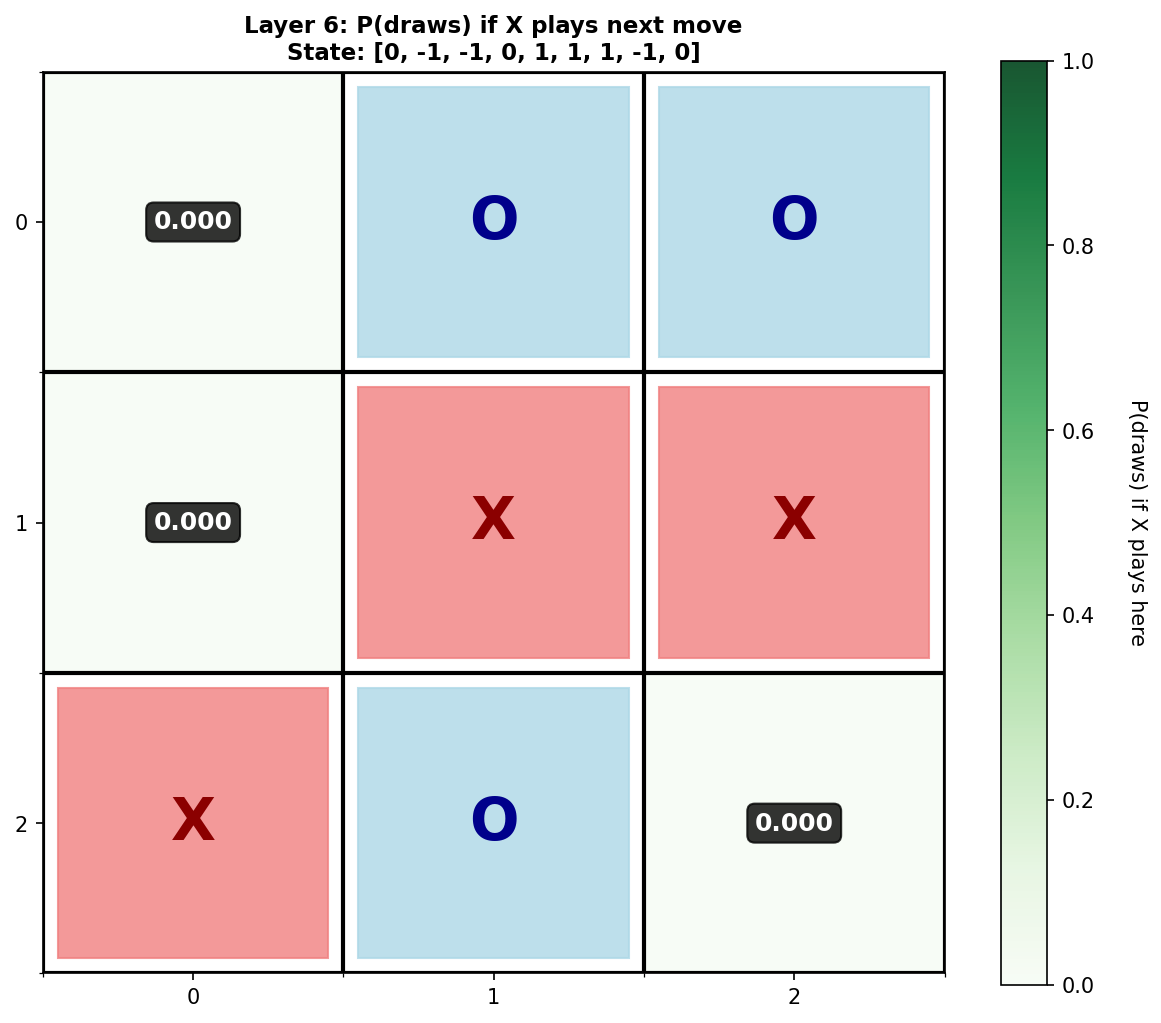 Layer 6: P(draws) if X plays next move
State: [0, -1, -1, 0, 1, 1, 1, -1, 0]
0.000 O O
0.000 X X
X O 0.000
0
1
2
0 1 2
1.0
0.8
0.6
0.4
0.2
0.0
P(draws) if X plays here